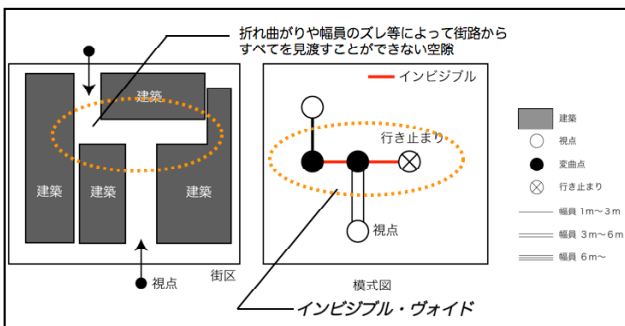 折れ曲がりや幅員のズレ等によって街路から
すべてを見渡すことができない空隙
建築
建築
建築
建築
視点
街区
インビジブル
行き止まり
視点
模式図
インビジブル・ヴォイド
建築
視点
変曲点
行き止まり
幅員 1m〜3m
幅員 3m〜6m
幅員 6m〜